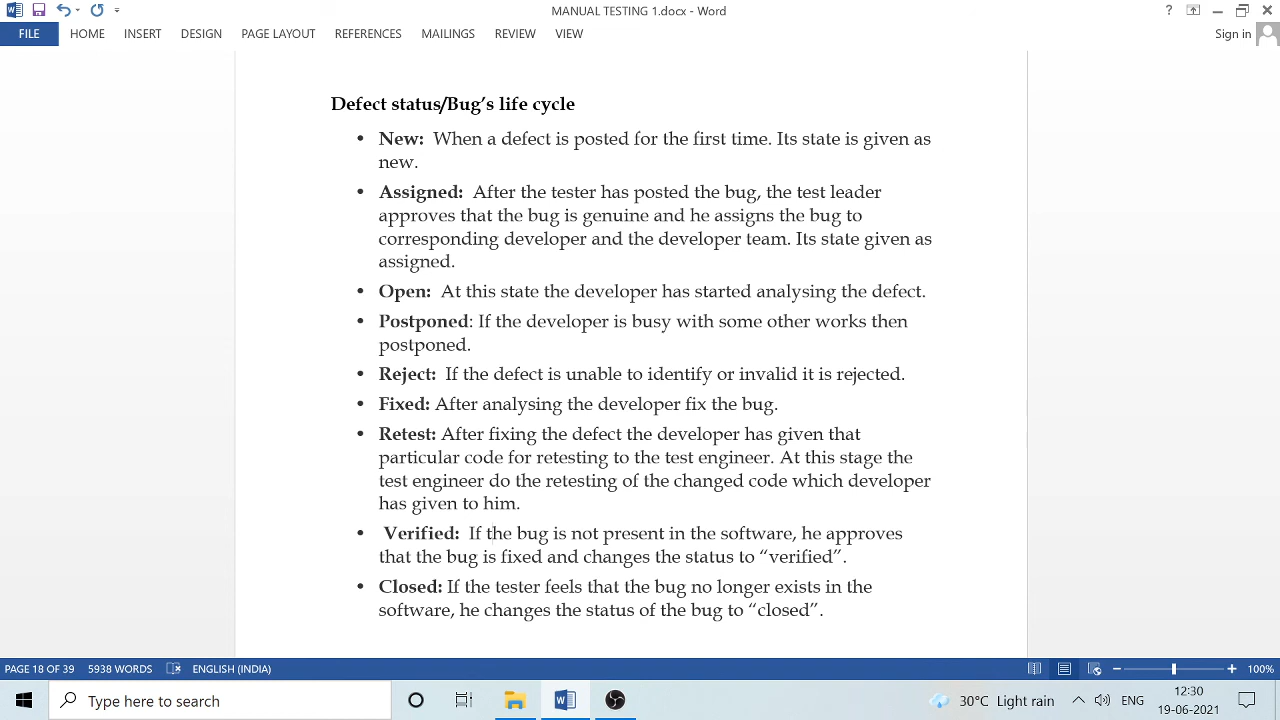 MANUAL TESTING 1.docx - Word
?
FILE HOME INSERT DESIGN PAGE LAYOUT REFERENCES MAILINGS REVIEW VIEW Sign in
Defect status/Bug’s life cycle
• New: When a defect is posted for the first time. Its state is given as
new.
• Assigned: After the tester has posted the bug, the test leader
approves that the bug is genuine and he assigns the bug to
corresponding developer and the developer team. Its state given as
assigned.
• Open: At this state the developer has started analysing the defect.
• Postponed: If the developer is busy with some other works then
postponed.
• Reject: If the defect is unable to identify or invalid it is rejected.
• Fixed: After analysing the developer fix the bug.
• Retest: After fixing the defect the developer has given that
particular code for retesting to the test engineer. At this stage the
test engineer do the retesting of the changed code which developer
has given to him.
• Verified: If the bug is not present in the software, he approves
that the bug is fixed and changes the status to “verified”.
• Closed: If the tester feels that the bug no longer exists in the
software, he changes the status of the bug to “closed”.
PAGE 18 OF 39 5938 WORDS ENGLISH (INDIA) 100%
Type here to search 30°C Light rain ENG 12:30
19-06-2021